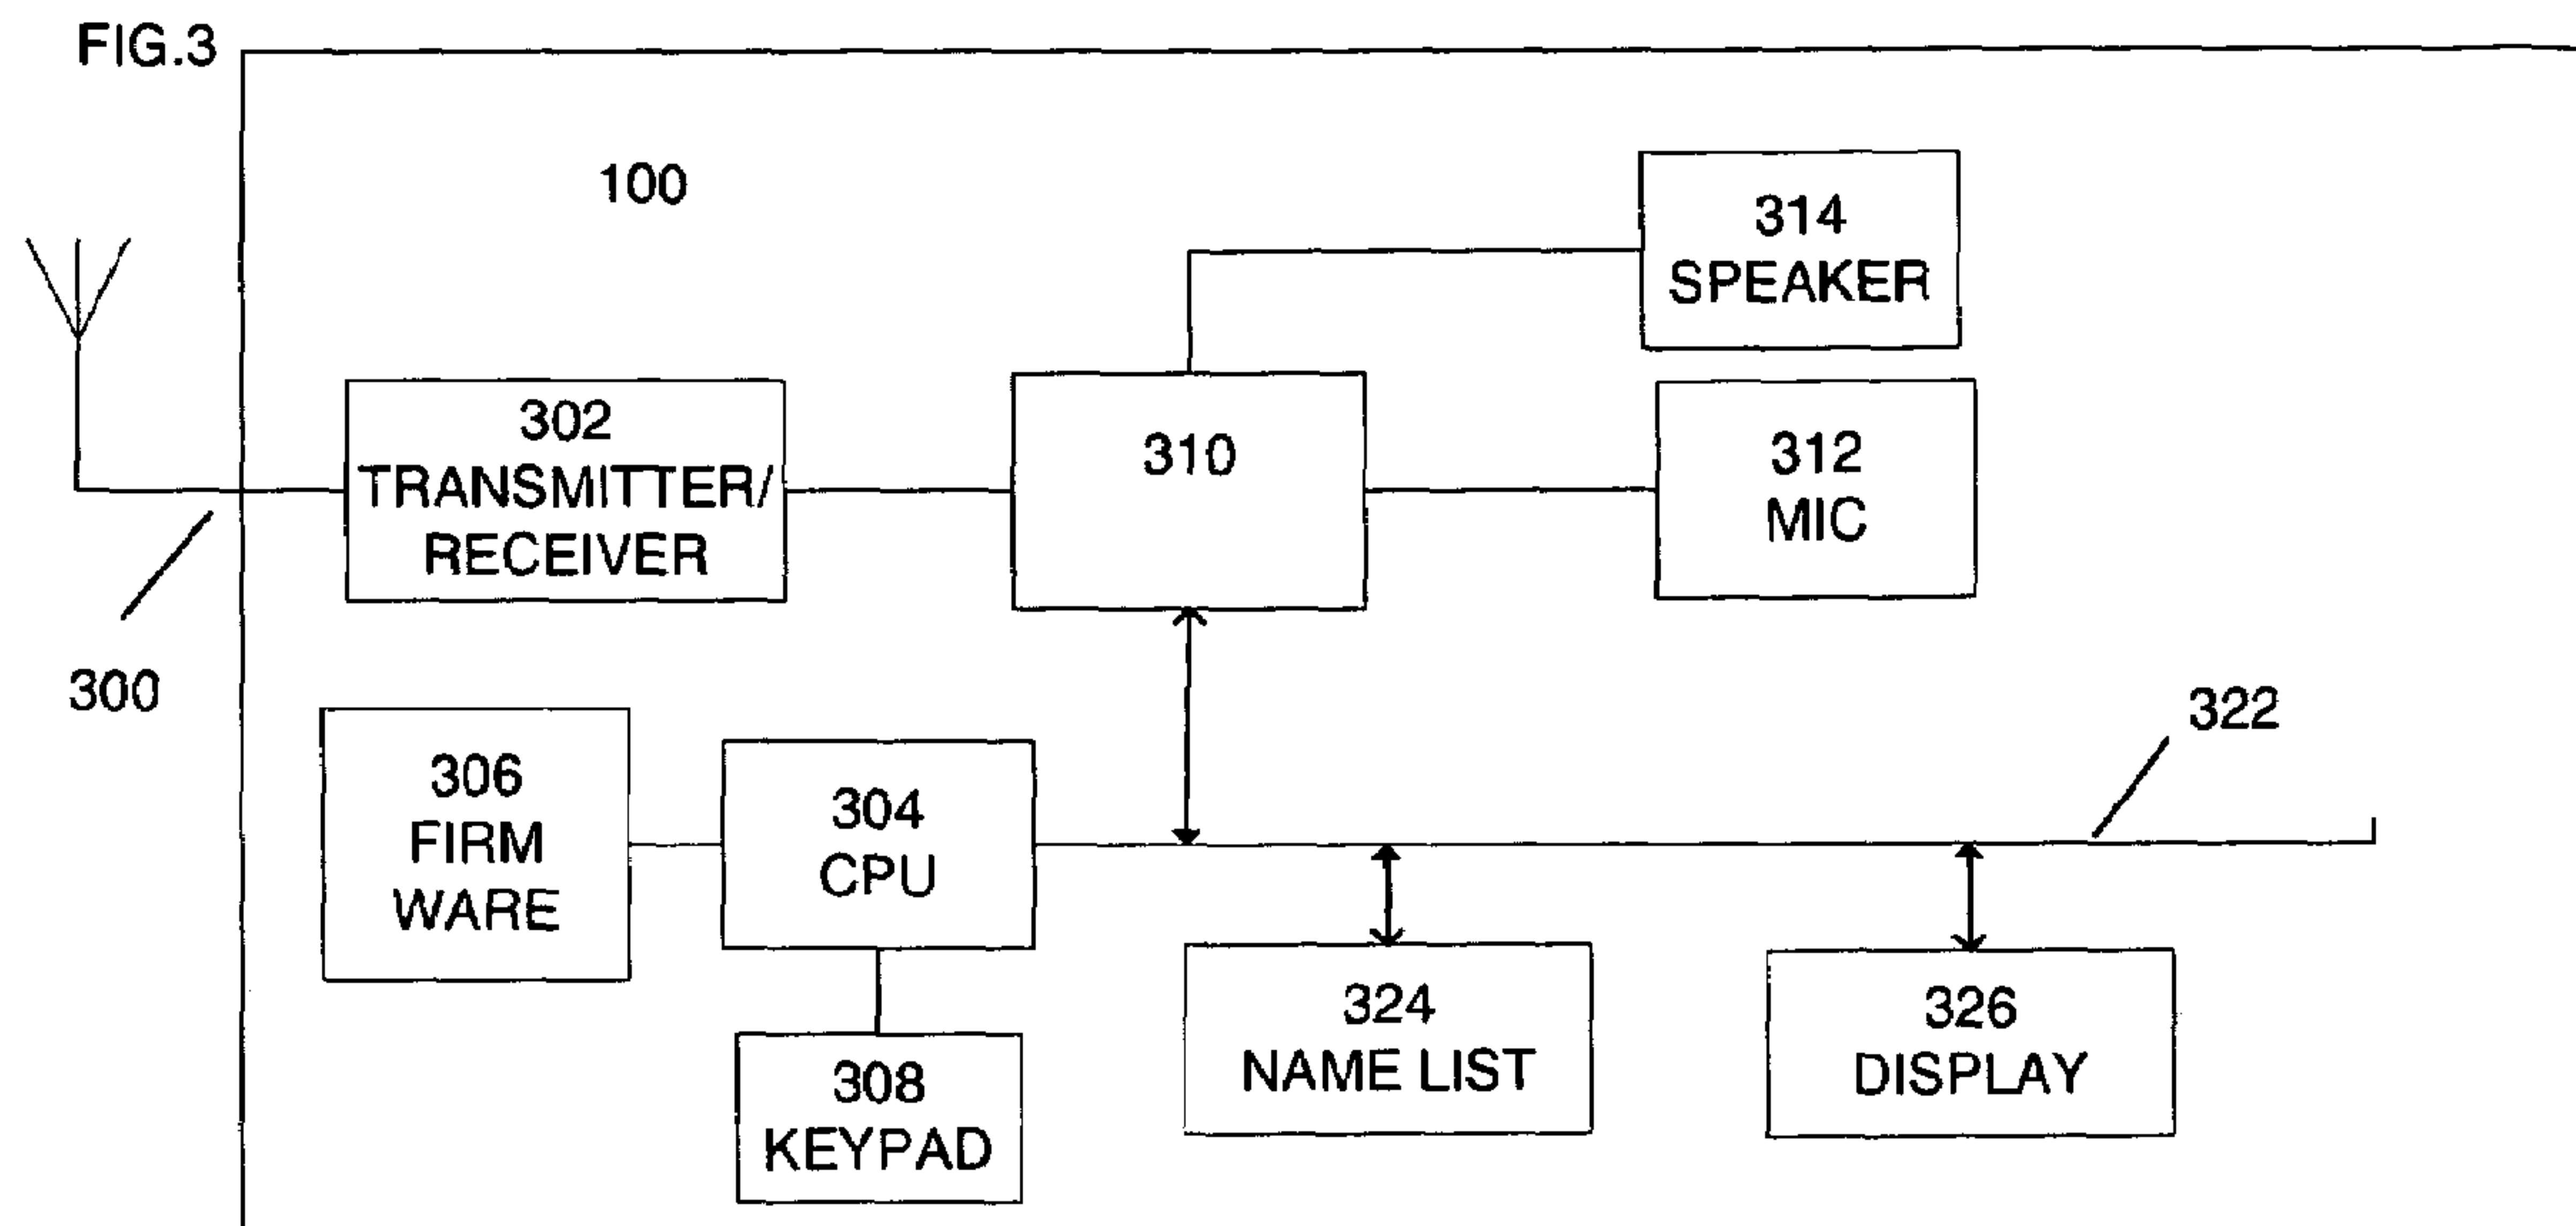 FIG.3
100
314
SPEAKER
302
TRANSMITTER/
RECEIVER
310
312
MIC
300
322
306
FIRM
WARE
304
CPU
308
KEYPAD
324
NAME LIST
326
DISPLAY